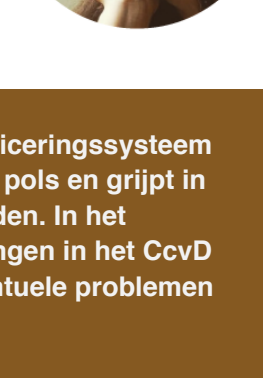 iceringssysteem
pols en grijpt in
den. In het
ngen in het CcvD
ntuele problemen